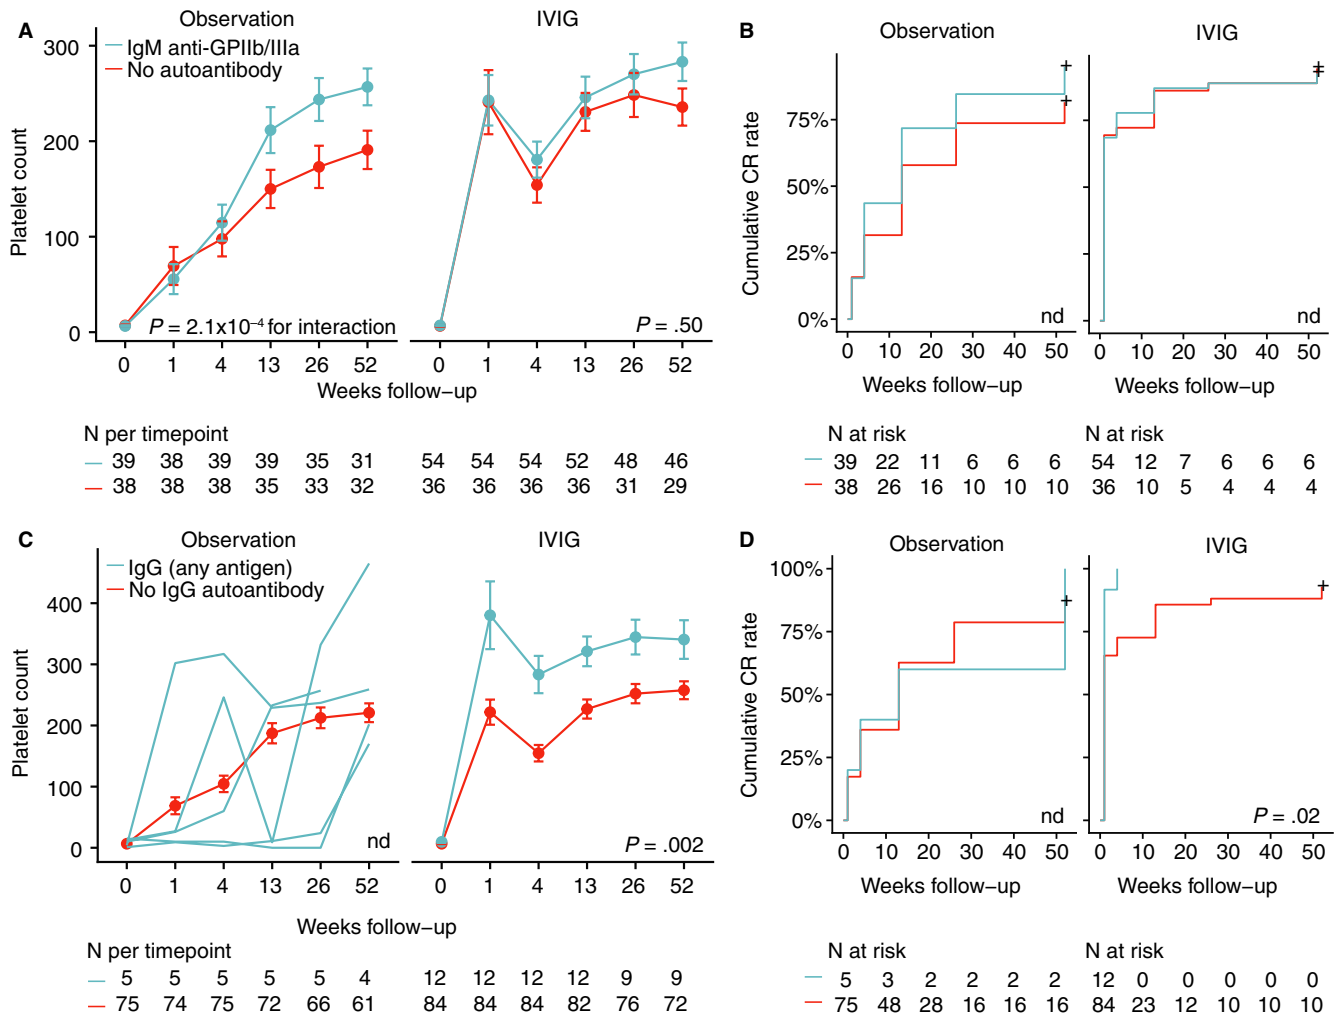 A
Observation
IVIG
IgM anti-GPIIb/IIIa
No autoantibody
Platelet count
300
200
100
0
P = 2.1x10⁻⁴ for interaction
P = .50
0 1 4 13 26 52
0 1 4 13 26 52
Weeks follow–up
N per timepoint
39 38 39 39 35 31
54 54 54 52 48 46
38 38 38 35 33 32
36 36 36 36 31 29
B
Observation
IVIG
Cumulative CR rate
75%
50%
25%
0%
nd
nd
0 10 20 30 40 50
0 10 20 30 40 50
Weeks follow–up
Weeks follow–up
N at risk
N at risk
39 22 11 6 6 6
54 12 7 6 6 6
38 26 16 10 10 10
36 10 5 4 4 4
C
Observation
IVIG
IgG (any antigen)
No IgG autoantibody
Platelet count
400
300
200
100
0
nd
P = .002
0 1 4 13 26 52
0 1 4 13 26 52
Weeks follow–up
N per timepoint
5 5 5 5 5 4
12 12 12 12 9 9
75 74 75 72 66 61
84 84 84 82 76 72
D
Observation
IVIG
Cumulative CR rate
100%
75%
50%
25%
0%
nd
P = .02
0 10 20 30 40 50
0 10 20 30 40 50
Weeks follow–up
Weeks follow–up
N at risk
N at risk
5 3 2 2 2 2
12 0 0 0 0 0
75 48 28 16 16 16
84 23 12 10 10 10